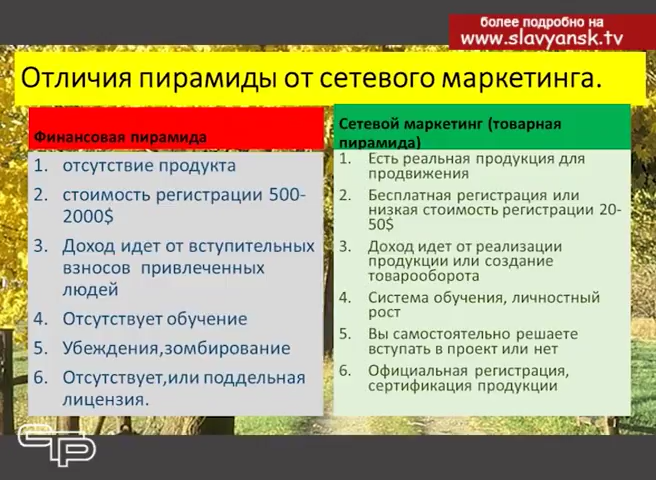 более подробно на
www.slavyansk.tv
Отличия пирамиды от сетевого маркетинга.
Финансовая пирамида
1. отсутствие продукта
2. стоимость регистрации 500-
2000$
3. Доход идет от вступительных
взносов привлеченных
людей
4. Отсутствует обучение
5. Убеждения,зомбирование
6. Отсутствует,или поддельная
лицензия.
Сетевой маркетинг (товарная
пирамида)
1. Есть реальная продукция для
продвижения
2. Бесплатная регистрация или
низкая стоимость регистрации 20-
50$
3. Доход идет от реализации
продукции или создание
товарооборота
4. Система обучения, личностный
рост
5. Вы самостоятельно решаете
вступать в проект или нет
6. Официальная регистрация,
сертификация продукции